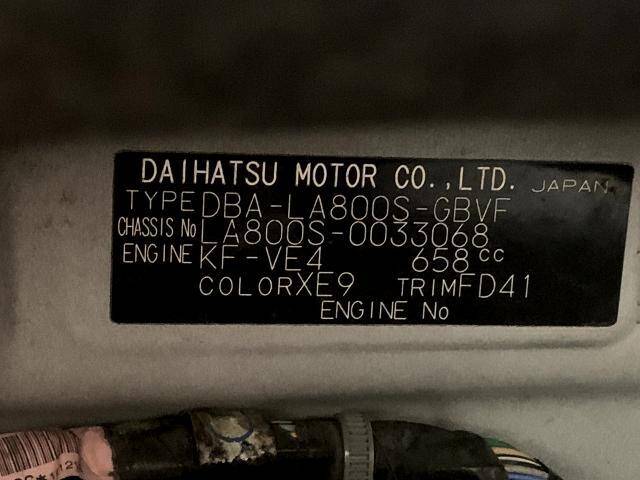 DAIHATSU MOTOR CO.,LTD. JAPAN
TYPE DBA-LA800S-GBVF
CHASSIS No LA800S-0033068
ENGINE KF-VE4 658cc
COLOR XE9 TRIM FD41
ENGINE No